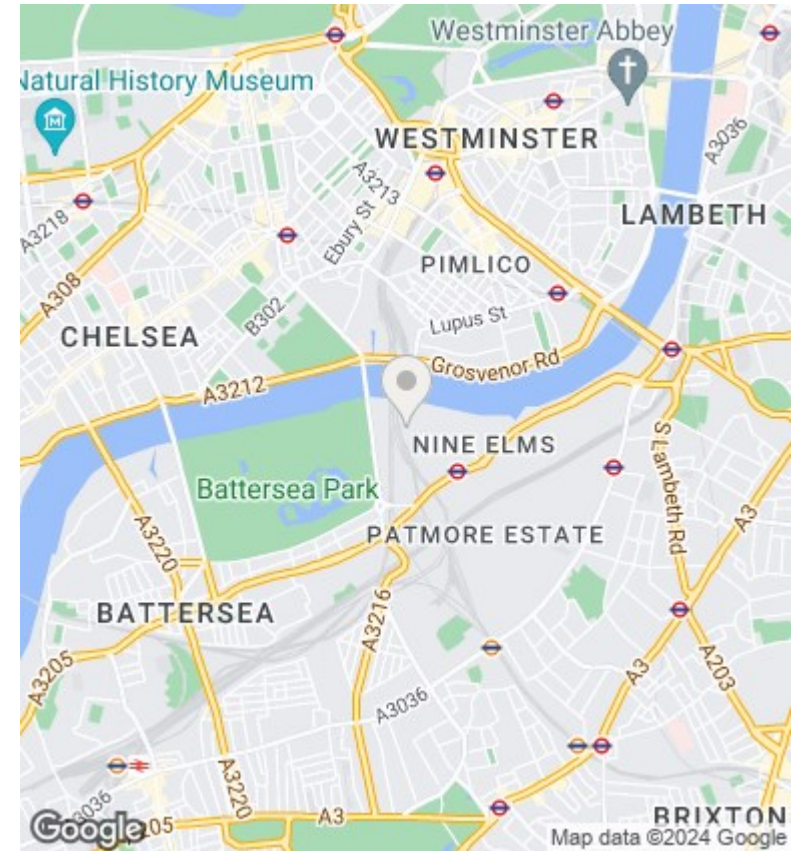 Westminster Abbey
Natural History Museum
WESTMINSTER
A3036
A3213
A3218
Ebury St
LAMBETH
PIMLICO
A308
B302
Lupus St
CHELSEA
Grosvenor Rd
A3212
NINE ELMS
S Lambeth Rd
Battersea Park
A3
A3220
PATMORE ESTATE
BATTERSEA
A3216
A3205
A3
A203
A3036
A3220
A3036
A3
BRIXTON
Google
205
Map data ©2024 Google